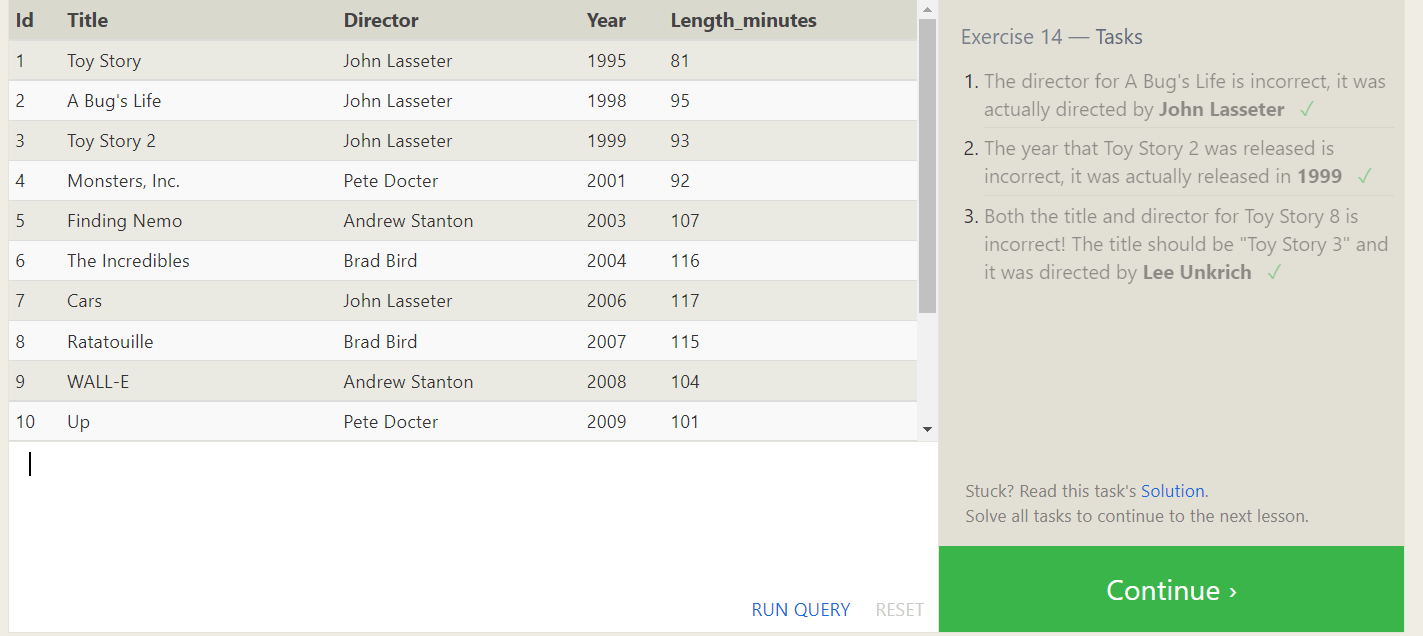 Id Title Director Year Length_minutes
1 Toy Story John Lasseter 1995 81
2 A Bug's Life John Lasseter 1998 95
3 Toy Story 2 John Lasseter 1999 93
4 Monsters, Inc. Pete Docter 2001 92
5 Finding Nemo Andrew Stanton 2003 107
6 The Incredibles Brad Bird 2004 116
7 Cars John Lasseter 2006 117
8 Ratatouille Brad Bird 2007 115
9 WALL-E Andrew Stanton 2008 104
10 Up Pete Docter 2009 101
RUN QUERY RESET
Exercise 14 — Tasks
1. The director for A Bug's Life is incorrect, it was
actually directed by John Lasseter ✓
2. The year that Toy Story 2 was released is
incorrect, it was actually released in 1999 ✓
3. Both the title and director for Toy Story 8 is
incorrect! The title should be "Toy Story 3" and
it was directed by Lee Unkrich ✓
Stuck? Read this task's Solution.
Solve all tasks to continue to the next lesson.
Continue ›